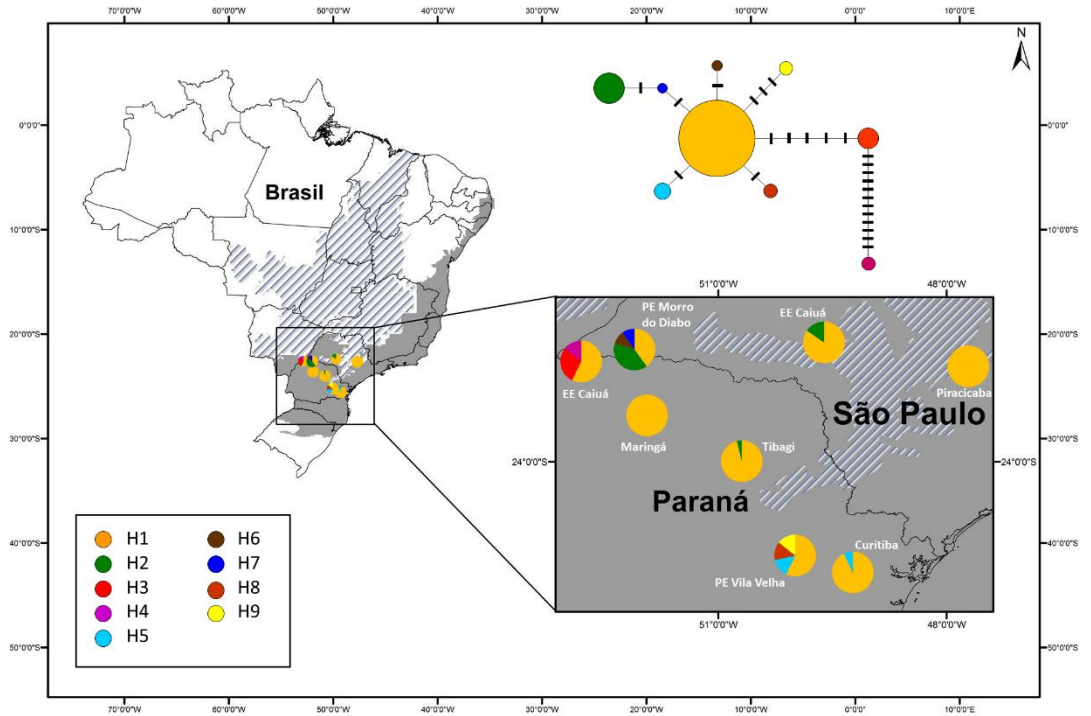 70°0'0"W 60°0'0"W 50°0'0"W 40°0'0"W 30°0'0"W 20°0'0"W 10°0'0"W 0°0'0" 10°0'0"E
N
0°0'0"
10°0'0"S
20°0'0"S
30°0'0"S
40°0'0"S
50°0'0"S
Brasil
0°0'0"
10°0'0"S
20°0'0"S
30°0'0"S
40°0'0"S
50°0'0"S
51°0'0"W 48°0'0"W
PE Morro
do Diabo
EE Caiuá
EE Caiuá
Piracicaba
São Paulo
Maringá
Tibagi
24°0'0"S 24°0'0"S
Paraná
Curitiba
PE Vila Velha
51°0'0"W 48°0'0"W
H1 H6
H2 H7
H3 H8
H4 H9
H5
70°0'0"W 60°0'0"W 50°0'0"W 40°0'0"W 30°0'0"W 20°0'0"W 10°0'0"W 0°0'0" 10°0'0"E